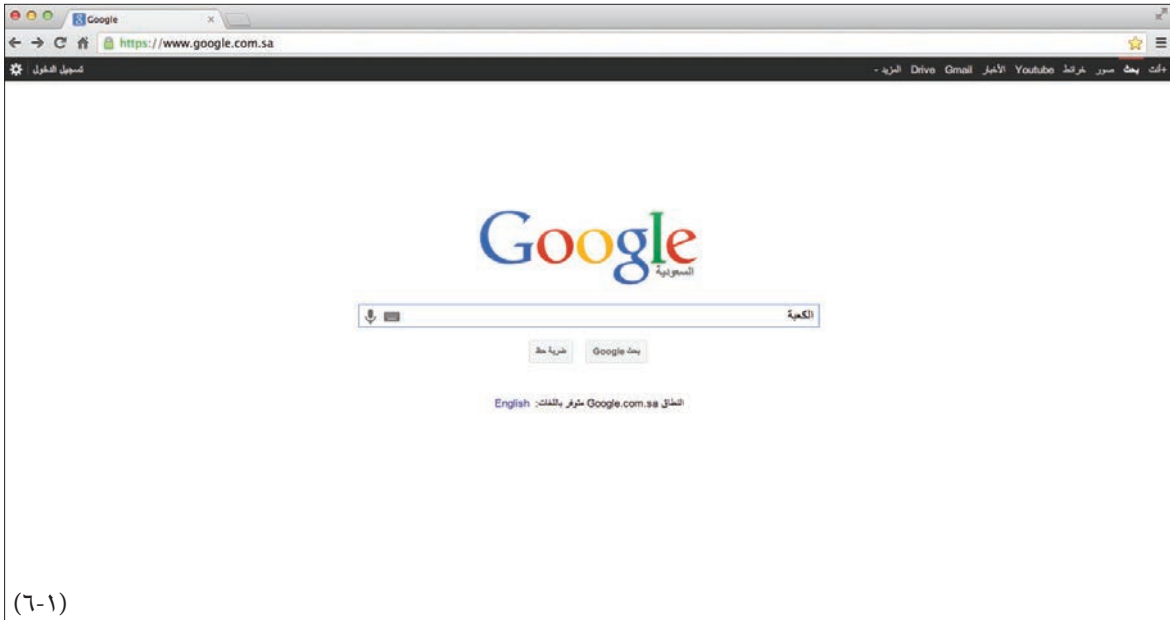 Google
https://www.google.com.sa
+أنت بحث صور خرائط Youtube الأخبار Gmail Drive المزيد - تسجيل الدخول
Google
السعودية
الكعبة
بحث Google ضربة حظ
النطاق Google.com.sa متوفر باللغات: English
(٦-١)